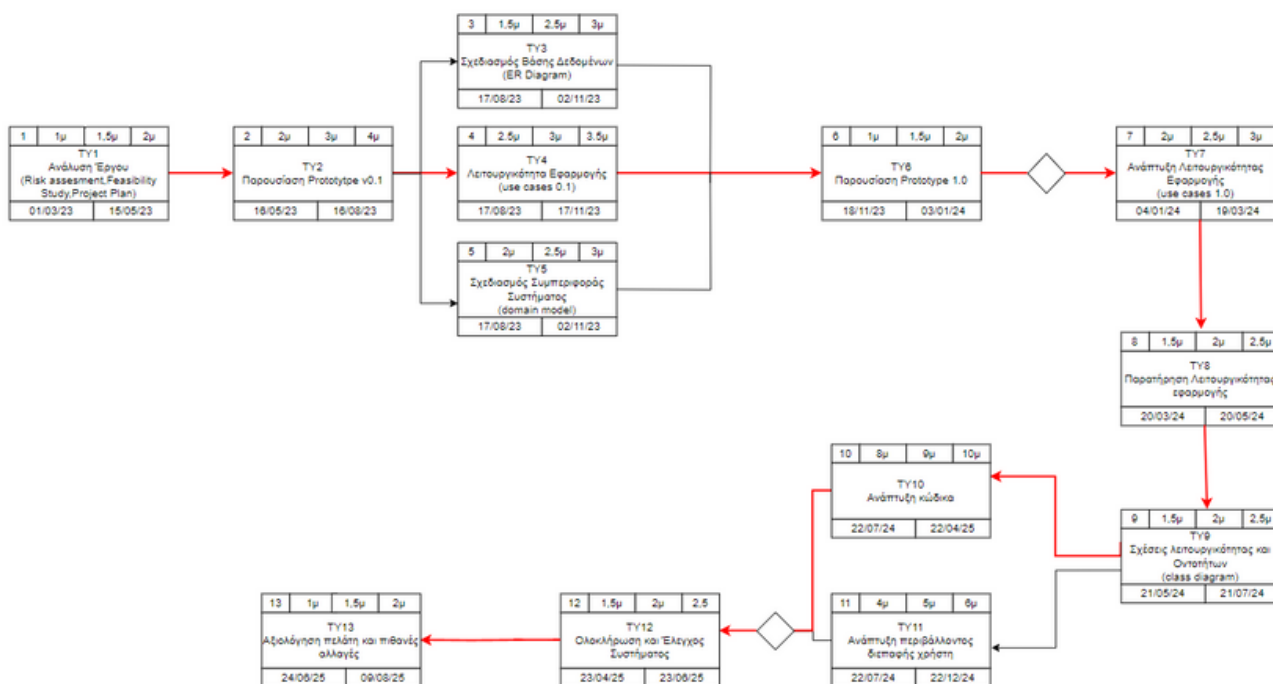 3 1,5μ 2,5μ 3μ
ΤΥ3
Σχεδιασμός Βάσης Δεδομένων
(ER Diagram)
17/08/23 02/11/23
1 1μ 1,5μ 2μ
ΤΥ1
Ανάλυση Έργου
(Risk assesment,Feasibility
Study,Project Plan)
01/03/23 15/05/23
2 2μ 3μ 4μ
ΤΥ2
Παρουσίαση Prototytpe v0.1
16/05/23 16/08/23
4 2,5μ 3μ 3.5μ
ΤΥ4
Λειτουργικότητα Εφαρμογής
(use cases 0.1)
17/08/23 17/11/23
6 1μ 1,5μ 2μ
ΤΥ6
Παρουσίαση Prototype 1.0
18/11/23 03/01/24
7 2μ 2,5μ 3μ
ΤΥ7
Ανάπτυξη Λειτουργικότητας
Εφαρμογής
(use cases 1.0)
04/01/24 19/03/24
5 2μ 2,5μ 3μ
ΤΥ5
Σχεδιασμός Συμπεριφοράς
Συστήματος
(domain model)
17/08/23 02/11/23
8 1,5μ 2μ 2,5μ
ΤΥ8
Παρατήρηση Λειτουργικότητας
εφαρμογής
20/03/24 20/05/24
10 8μ 9μ 10μ
ΤΥ10
Ανάπτυξη κώδικα
22/07/24 22/04/25
9 1,5μ 2μ 2,5μ
ΤΥ9
Σχέσεις λειτουργικότητας και
Οντοτήτων
(class diagram)
21/05/24 21/07/24
13 1μ 1,5μ 2μ
ΤΥ13
Αξιολόγηση πελάτη και πιθανές
αλλαγές
24/06/25 09/08/25
12 1,5μ 2μ 2,5
ΤΥ12
Ολοκλήρωση και Έλεγχος
Συστήματος
23/04/25 23/06/25
11 4μ 5μ 6μ
ΤΥ11
Ανάπτυξη περιβάλλοντος
διεπαφής χρήστη
22/07/24 22/12/24